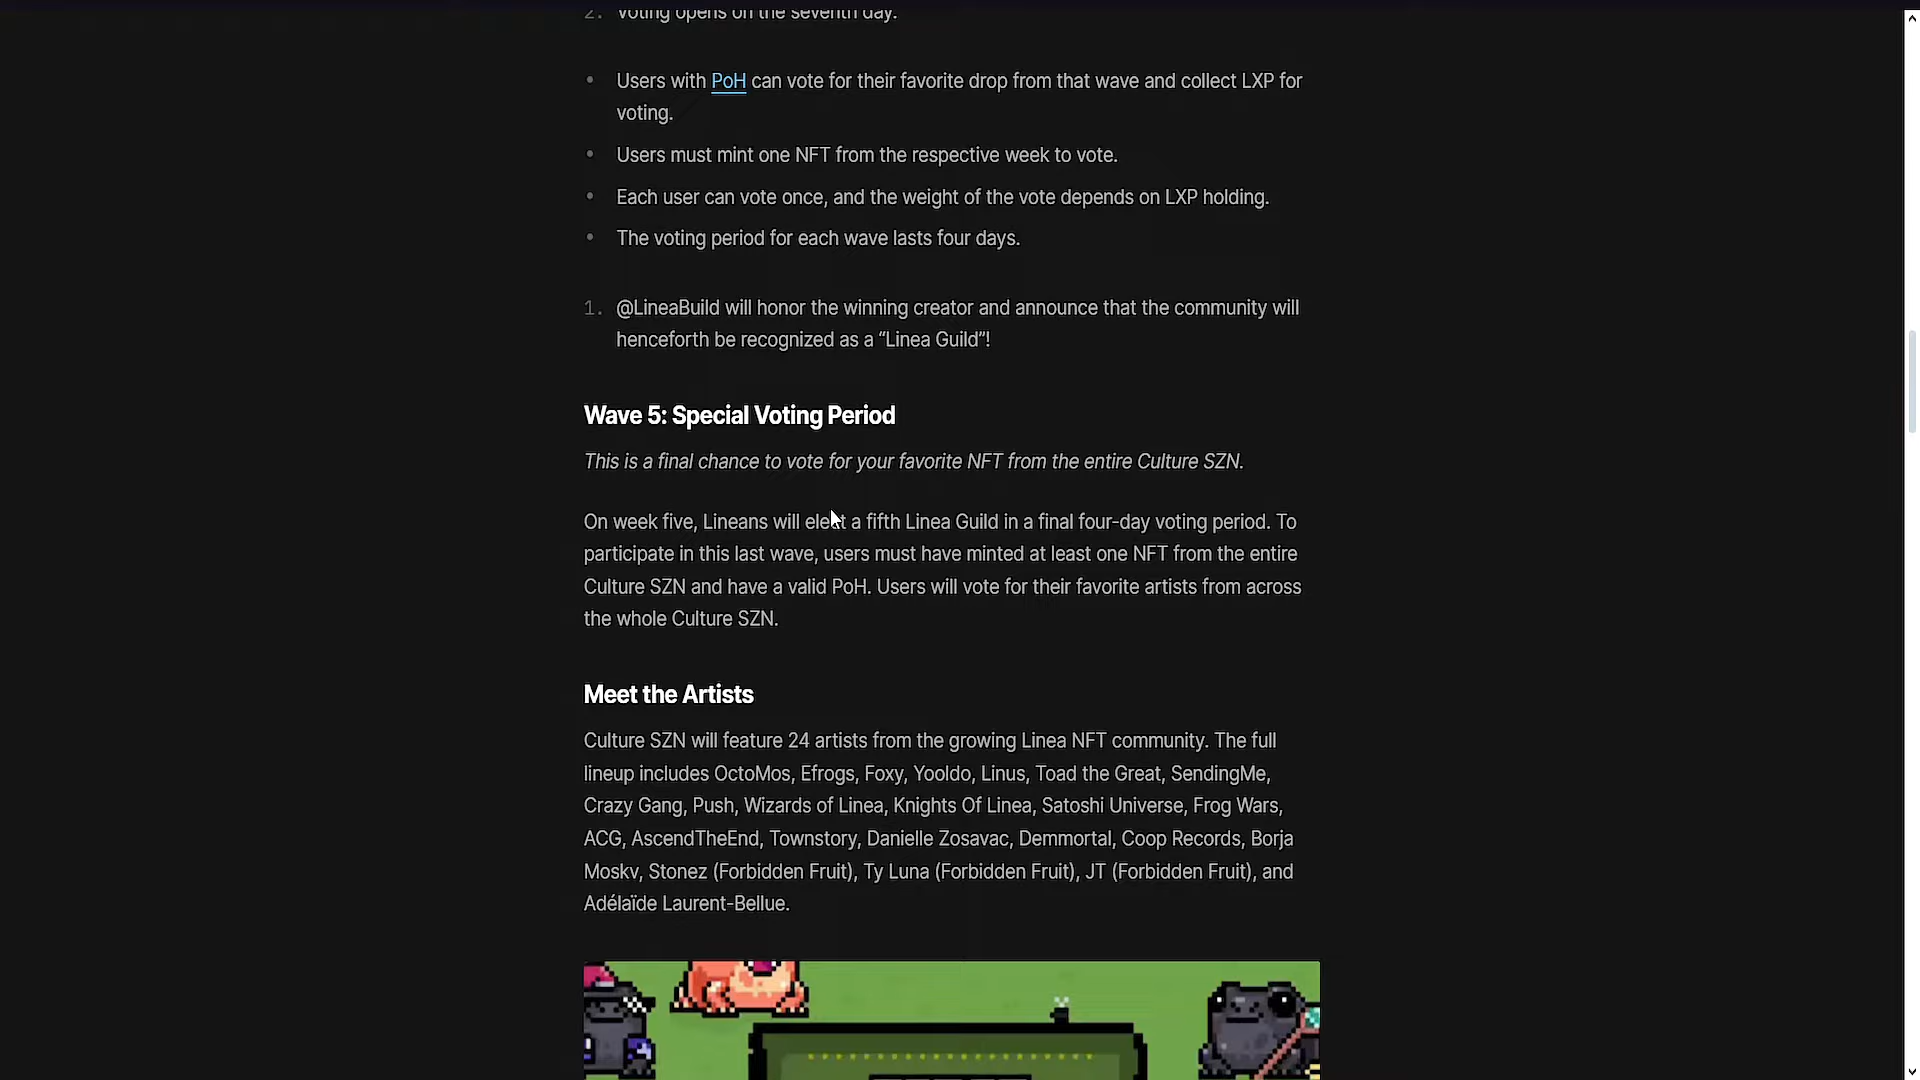 2. Voting opens on the seventh day.
• Users with PoH can vote for their favorite drop from that wave and collect LXP for
voting.
• Users must mint one NFT from the respective week to vote.
• Each user can vote once, and the weight of the vote depends on LXP holding.
• The voting period for each wave lasts four days.
1. @LineaBuild will honor the winning creator and announce that the community will
henceforth be recognized as a “Linea Guild”!
Wave 5: Special Voting Period
This is a final chance to vote for your favorite NFT from the entire Culture SZN.
On week five, Lineans will elect a fifth Linea Guild in a final four-day voting period. To
participate in this last wave, users must have minted at least one NFT from the entire
Culture SZN and have a valid PoH. Users will vote for their favorite artists from across
the whole Culture SZN.
Meet the Artists
Culture SZN will feature 24 artists from the growing Linea NFT community. The full
lineup includes OctoMos, Efrogs, Foxy, Yooldo, Linus, Toad the Great, SendingMe,
Crazy Gang, Push, Wizards of Linea, Knights Of Linea, Satoshi Universe, Frog Wars,
ACG, AscendTheEnd, Townstory, Danielle Zosavac, Demmortal, Coop Records, Borja
Moskv, Stonez (Forbidden Fruit), Ty Luna (Forbidden Fruit), JT (Forbidden Fruit), and
Adélaïde Laurent-Bellue.